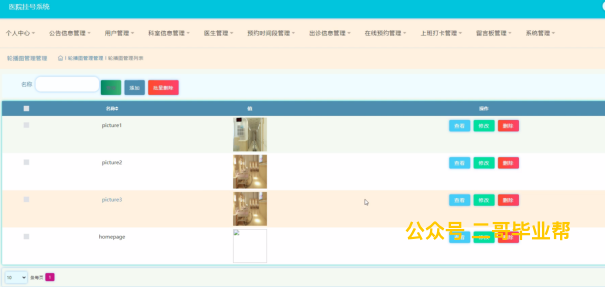 医院挂号系统
个人中心 公告信息管理 用户管理 科室信息管理 医生管理 预约时间段管理 出诊信息管理 在线预约管理 上班打卡管理 留言板管理 系统管理
轮播图管理管理 / 轮播图管理管理 / 轮播图管理列表
名称 添加 批量删除
名称 值 操作
picture1 查看 修改 删除
picture2 查看 修改 删除
picture3 查看 修改 删除
homepage 删除
公众号 二哥毕业帮
10 条每页 1